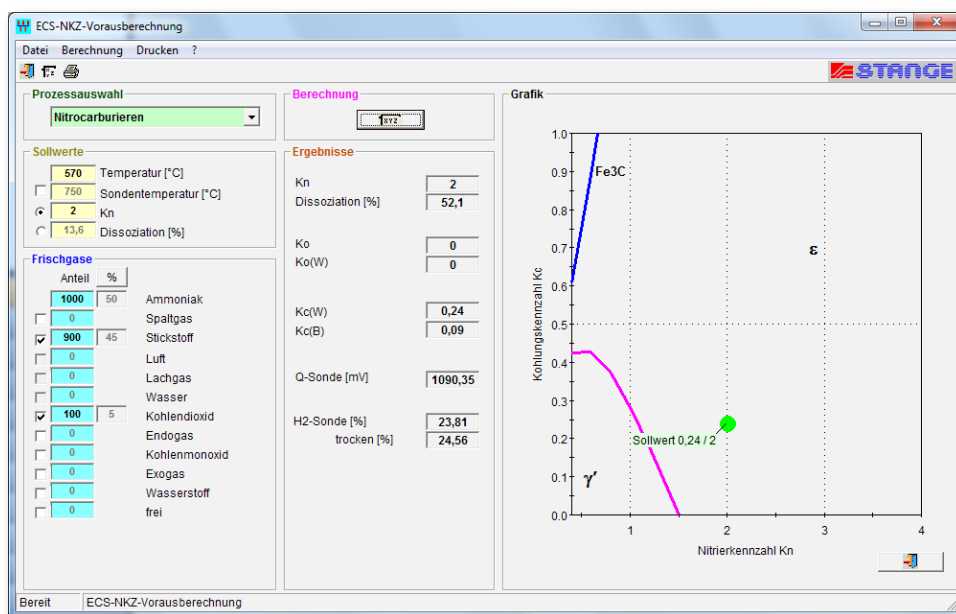 ECS-NKZ-Vorausberechnung
Datei Berechnung Drucken ?
STANGE
Prozessauswahl
Nitrocarburieren
Sollwerte
570 Temperatur [°C]
750 Sondentemperatur [°C]
2 Kn
13,6 Dissoziation [%]
Frischgase
Anteil %
1000 50 Ammoniak
0 Spaltgas
900 45 Stickstoff
0 Luft
0 Lachgas
0 Wasser
100 5 Kohlendioxid
0 Endogas
0 Kohlenmonoxid
0 Exogas
0 Wasserstoff
0 frei
Berechnung
XYZ
Ergebnisse
Kn 2
Dissoziation [%] 52,1
Ko 0
Ko(W) 0
Kc(W) 0,24
Kc(B) 0,09
Q-Sonde [mV] 1090,35
H2-Sonde [%] 23,81
trocken [%] 24,56
Grafik
Kohlungskennzahl Kc
1.0
0.9
0.8
0.7
0.6
0.5
0.4
0.3
0.2
0.1
0.0
Fe3C
ε
Sollwert 0,24 / 2
γ'
1 2 3 4
Nitrierkennzahl Kn
Bereit ECS-NKZ-Vorausberechnung